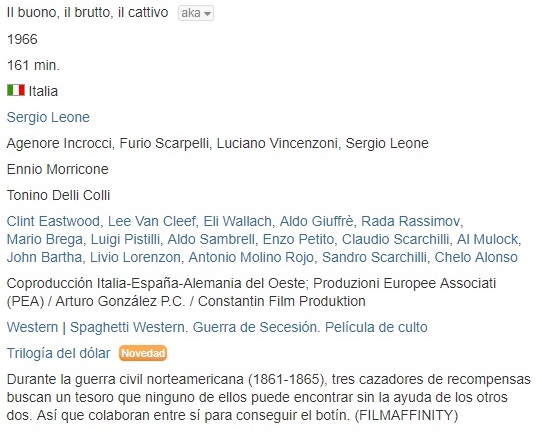 Il buono, il brutto, il cattivo aka
1966
161 min.
Italia
Sergio Leone
Agenore Incrocci, Furio Scarpelli, Luciano Vincenzoni, Sergio Leone
Ennio Morricone
Tonino Delli Colli
Clint Eastwood, Lee Van Cleef, Eli Wallach, Aldo Giuffrè, Rada Rassimov,
Mario Brega, Luigi Pistilli, Aldo Sambrell, Enzo Petito, Claudio Scarchilli, Al Mulock,
John Bartha, Livio Lorenzon, Antonio Molino Rojo, Sandro Scarchilli, Chelo Alonso
Coproducción Italia-España-Alemania del Oeste; Produzioni Europee Associati
(PEA) / Arturo González P.C. / Constantin Film Produktion
Western | Spaghetti Western. Guerra de Secesión. Película de culto
Trilogía del dólar Novedad
Durante la guerra civil norteamericana (1861-1865), tres cazadores de recompensas
buscan un tesoro que ninguno de ellos puede encontrar sin la ayuda de los otros
dos. Así que colaboran entre sí para conseguir el botín. (FILMAFFINITY)